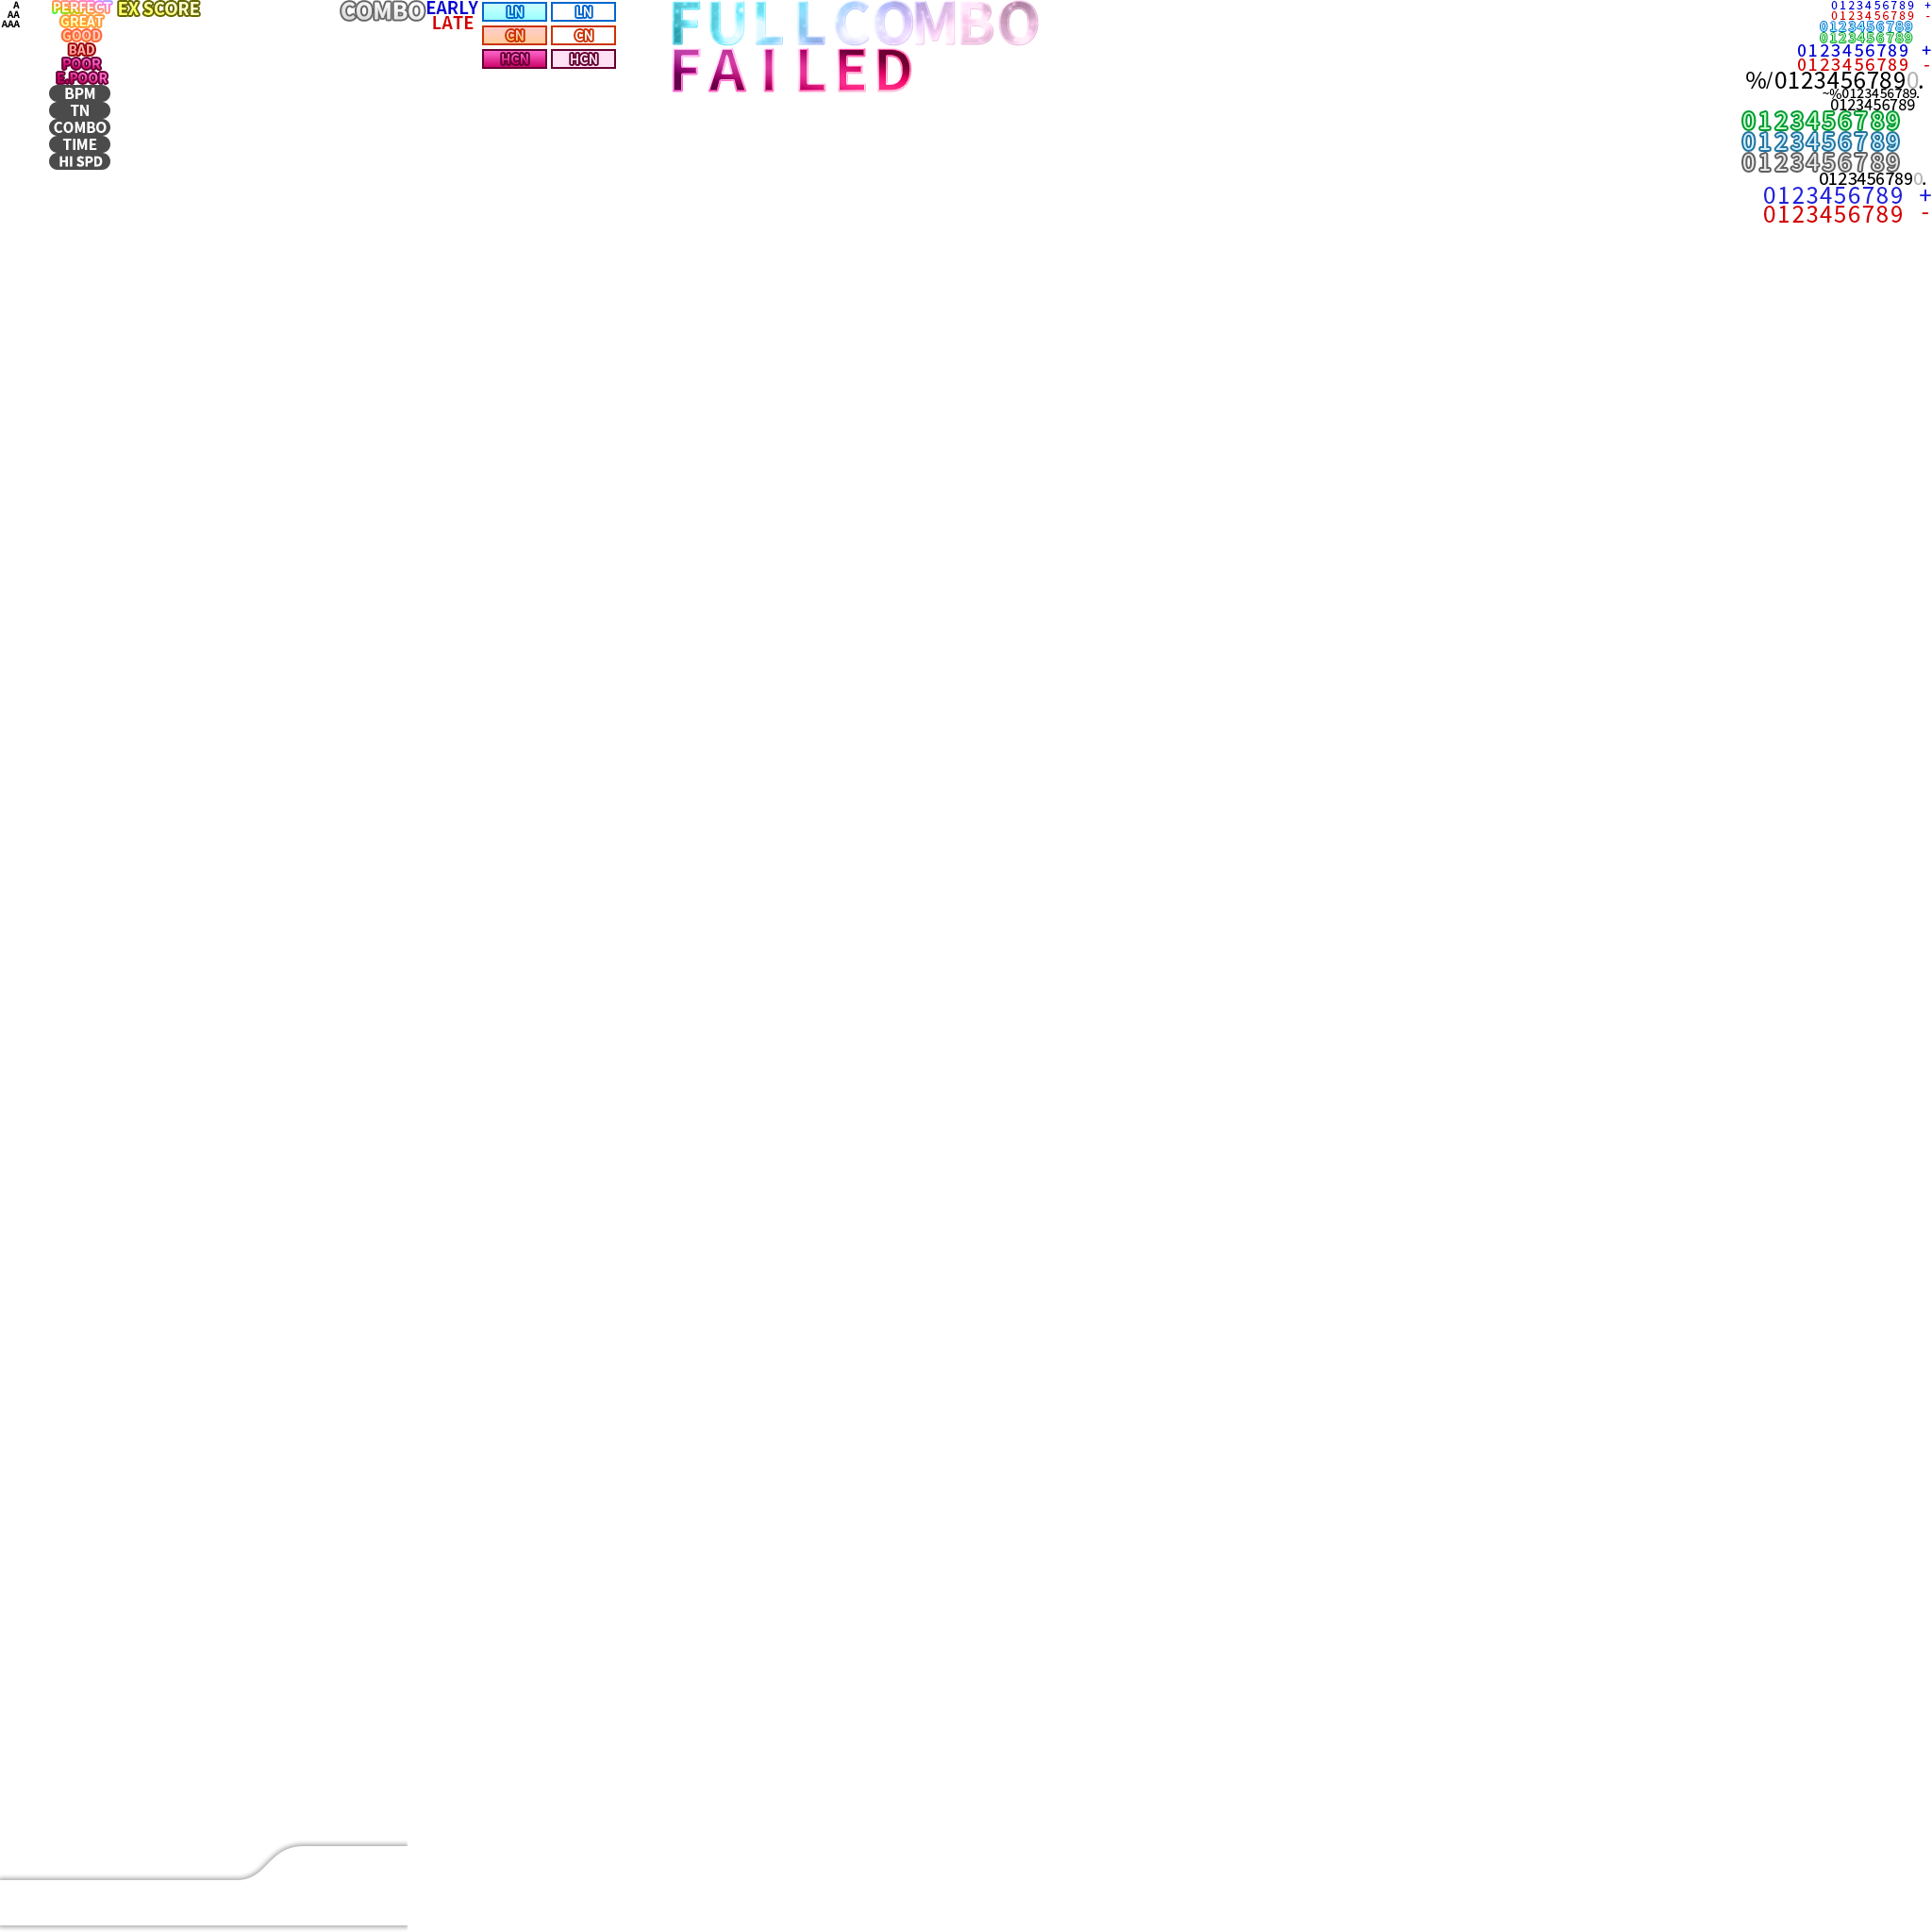 A
AA
AAA
PERFECT
GREAT
GOOD
BAD
POOR
E.POOR
BPM
TN
COMBO
TIME
HI SPD
EX SCORE
COMBO
EARLY
LATE
LN LN
CN CN
HCN HCN
FULLCOMBO
FAILED
0123456789 +
0123456789 -
0123456789
0123456789
0123456789 +
0123456789 -
%/01234567890.
~%0123456789.
0123456789
0123456789
0123456789
0123456789
01234567890.
0123456789 +
0123456789 -